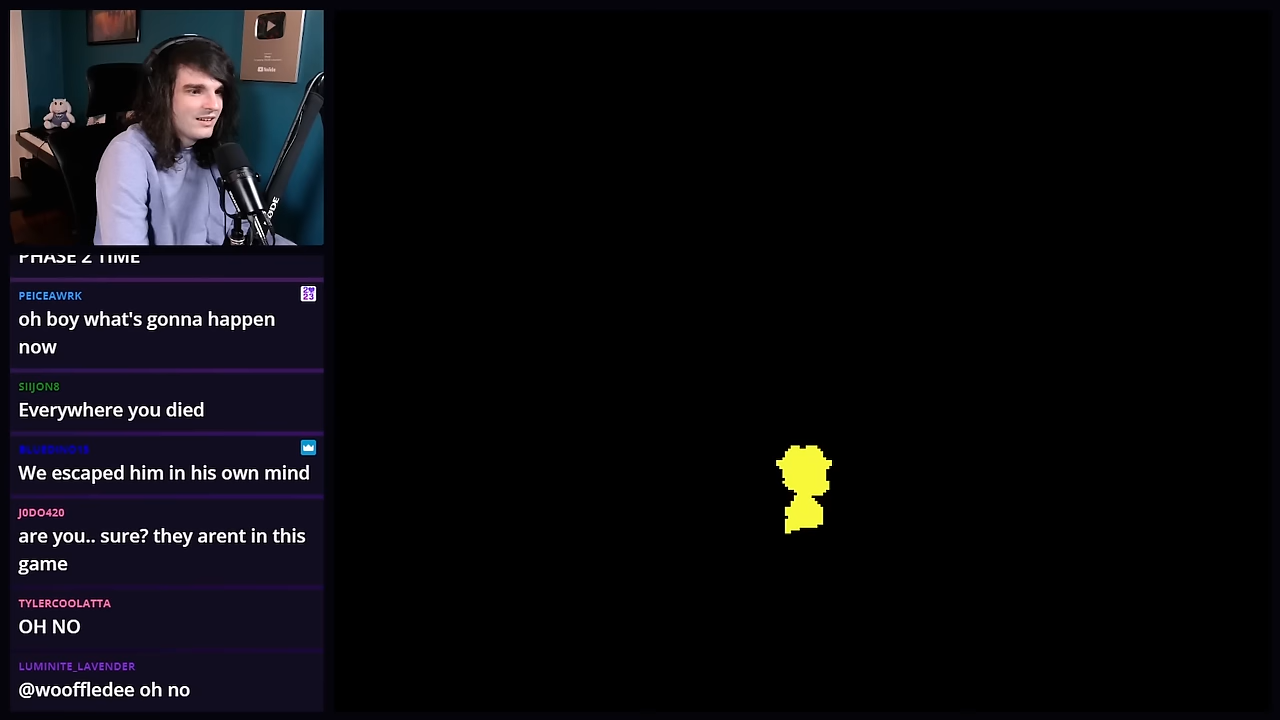 PHASE 2 TIME
PEICEAWRK
oh boy what's gonna happen
now
SIIJON8
Everywhere you died
We escaped him in his own mind
J0DO420
are you.. sure? they arent in this
game
TYLERCOOLATTA
OH NO
LUMINITE_LAVENDER
@wooffledee oh no